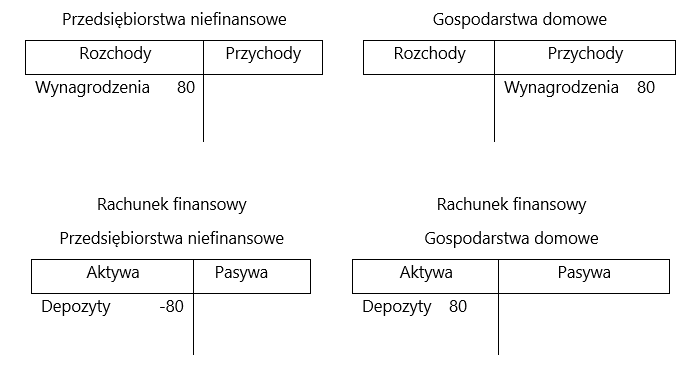 Przedsiębiorstwa niefinansowe
Gospodarstwa domowe
Rozchody Przychody
Rozchody Przychody
Wynagrodzenia 80
Wynagrodzenia 80
Rachunek finansowy
Rachunek finansowy
Przedsiębiorstwa niefinansowe
Gospodarstwa domowe
Aktywa Pasywa
Aktywa Pasywa
Depozyty -80
Depozyty 80